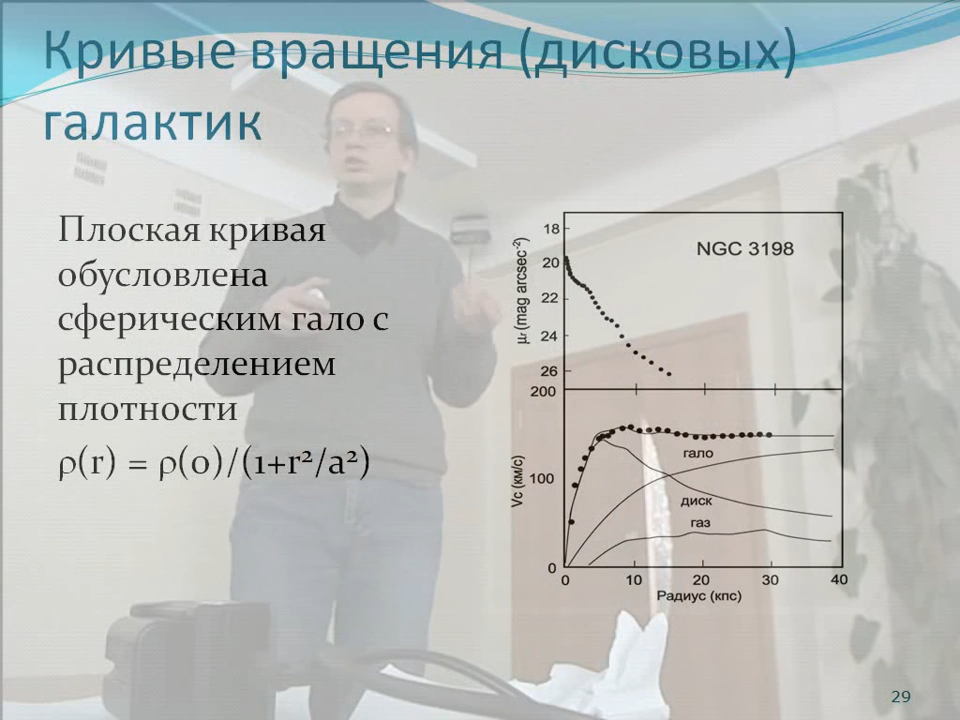 Кривые вращения (дисковых)
галактик
Плоская кривая
обусловлена
сферическим гало с
распределением
плотности
ρ(r) = ρ(0)/(1+r²/a²)
NGC 3198
μr (mag arcsec⁻²)
18
20
22
24
26
200
100
0
Vc (км/с)
гало
диск
газ
0 10 20 30 40
Радиус (кпс)
29